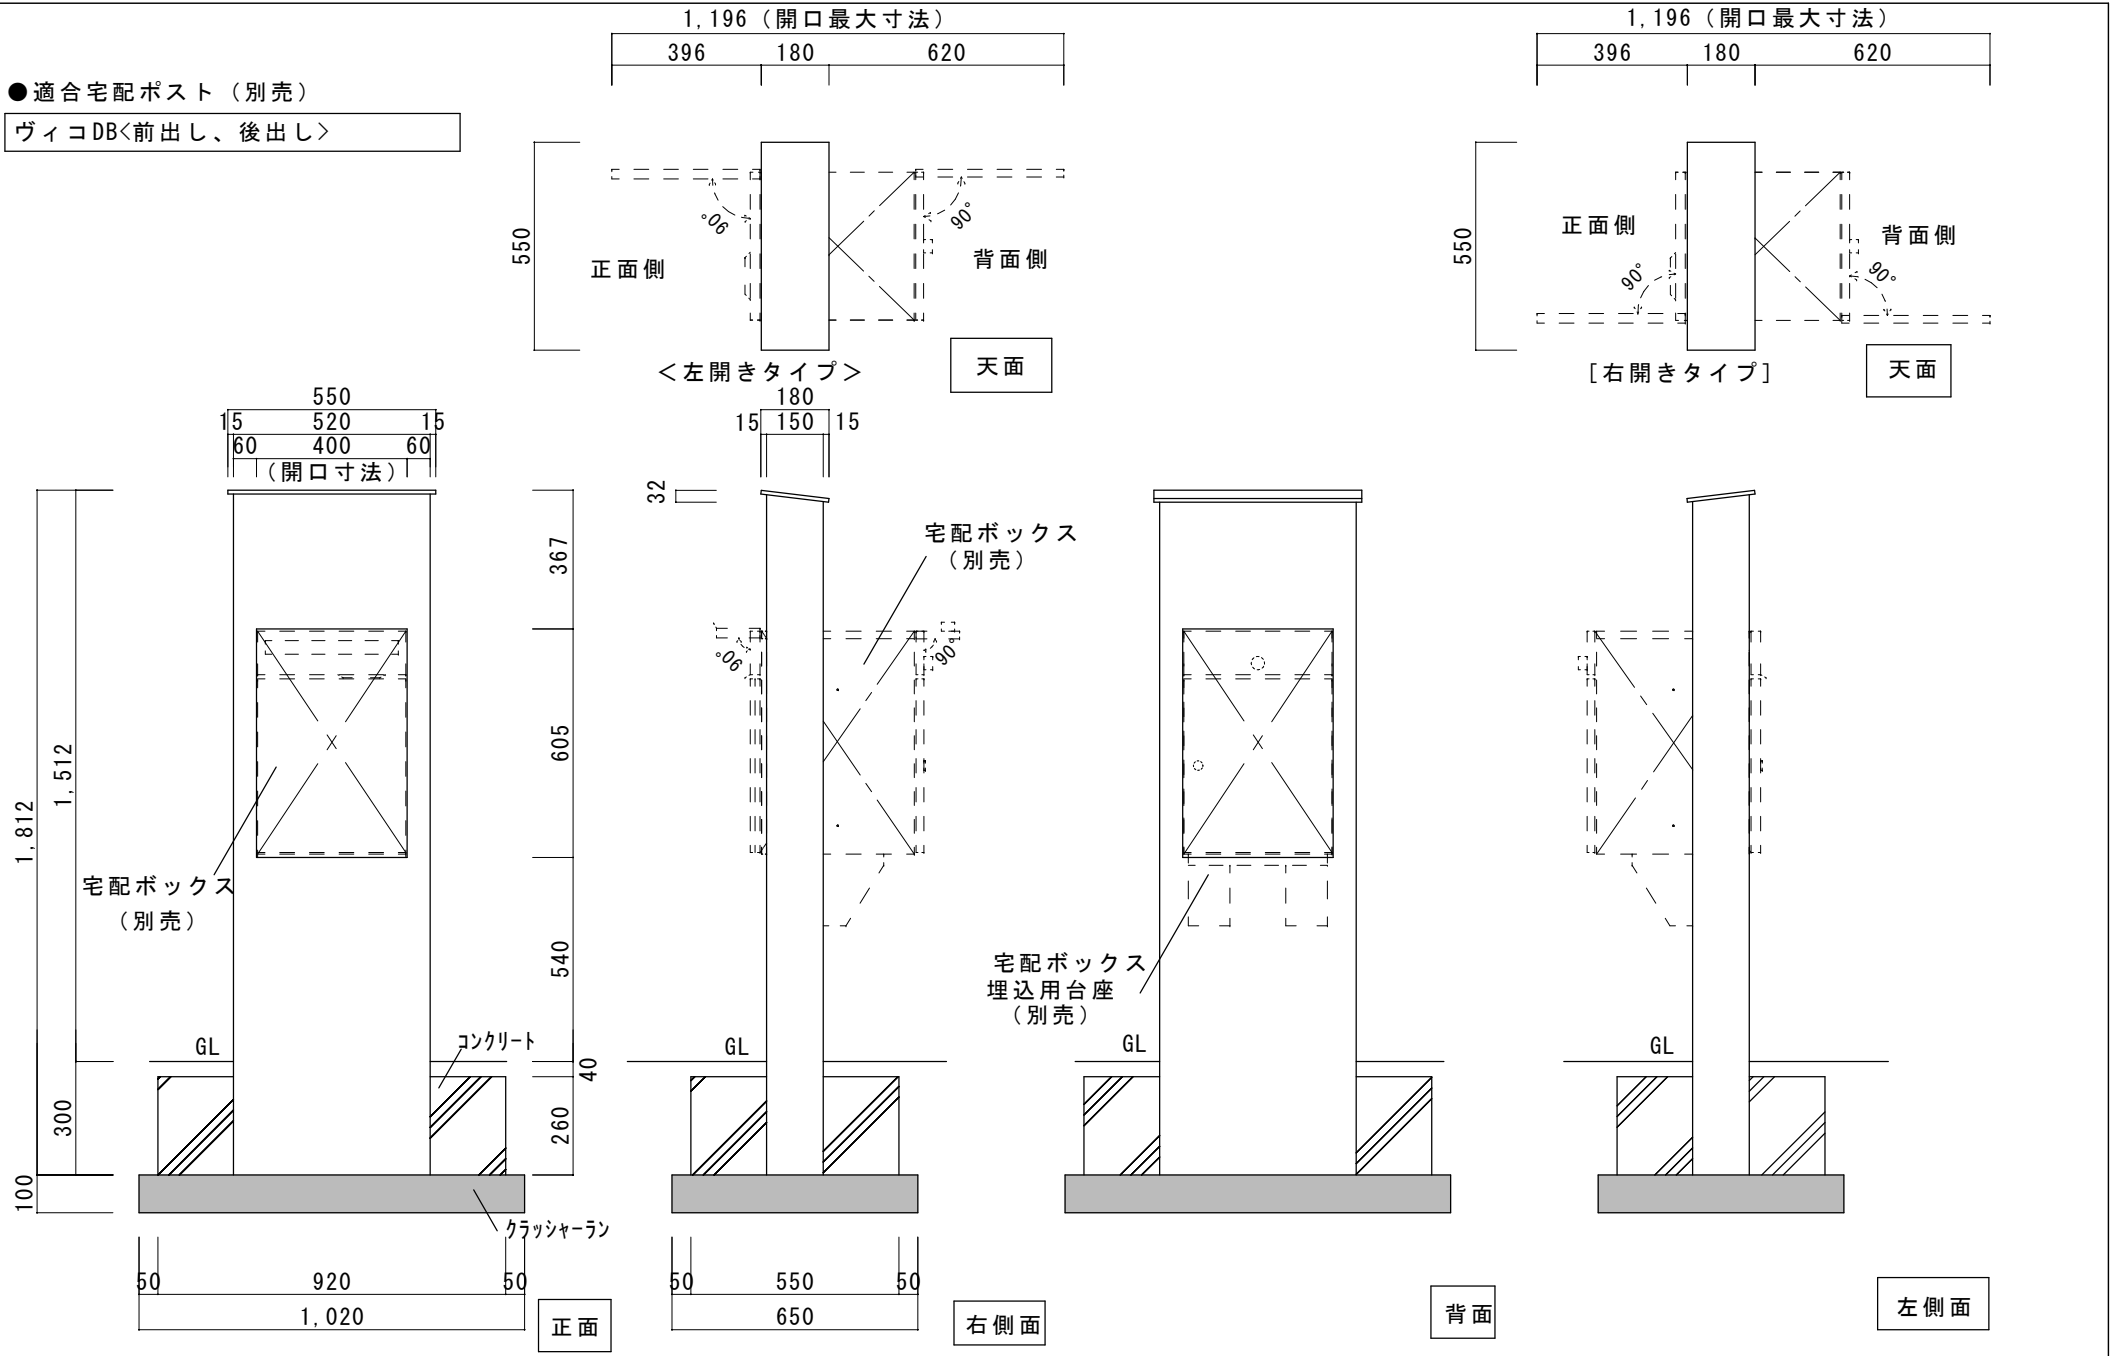 1,196（開口最大寸法）
396 180 620
1,196（開口最大寸法）
396 180 620
●適合宅配ポスト（別売）
ヴィコDB<前出し、後出し>
550
正面側
90°
90°
背面側
＜左開きタイプ＞
天面
550
正面側
90°
90°
背面側
[右開きタイプ]
天面
550
15 520 15
60 400 60
（開口寸法）
180
15 150 15
32
宅配ボックス
（別売）
90°
90°
367
605
540
40
260
1,812
1,512
300
100
宅配ボックス
（別売）
宅配ボックス
埋込用台座
（別売）
GL
コンクリート
GL
GL
GL
クラッシャーラン
50 920 50
1,020
正面
50 550 50
650
右側面
背面
左側面